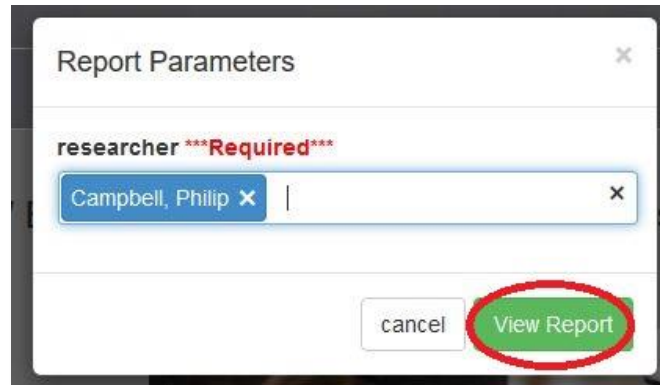 Report Parameters ×
researcher ***Required***
Campbell, Philip × ×
cancel View Report